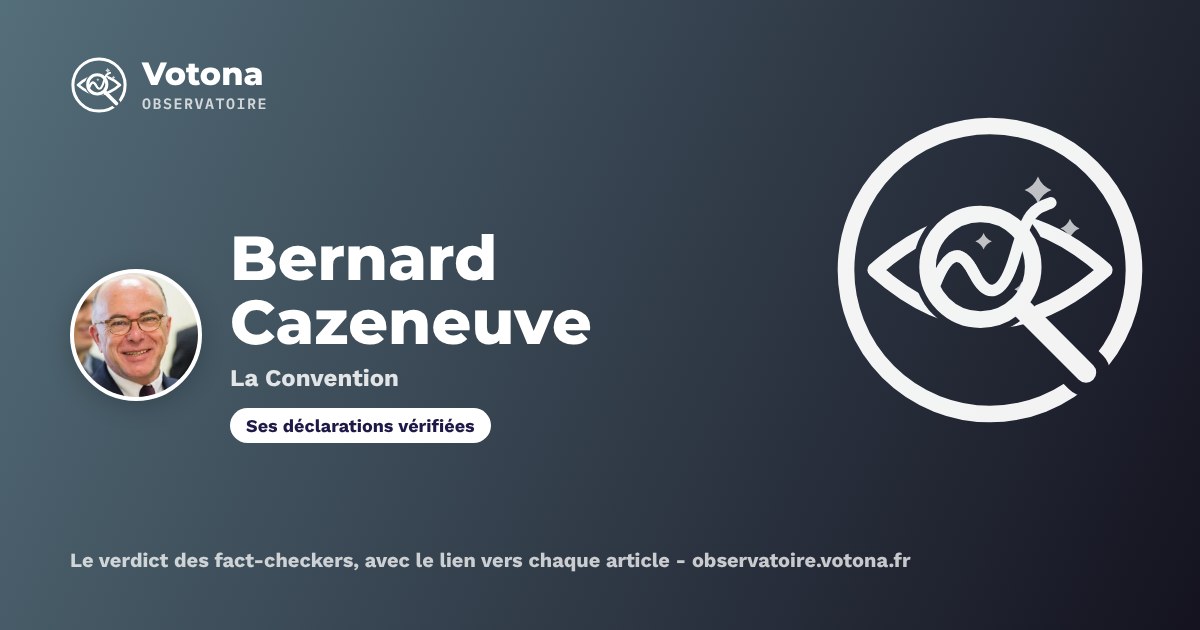 Votona
OBSERVATOIRE
Bernard
Cazeneuve
La Convention
Ses déclarations vérifiées
Le verdict des fact-checkers, avec le lien vers chaque article - observatoire.votona.fr